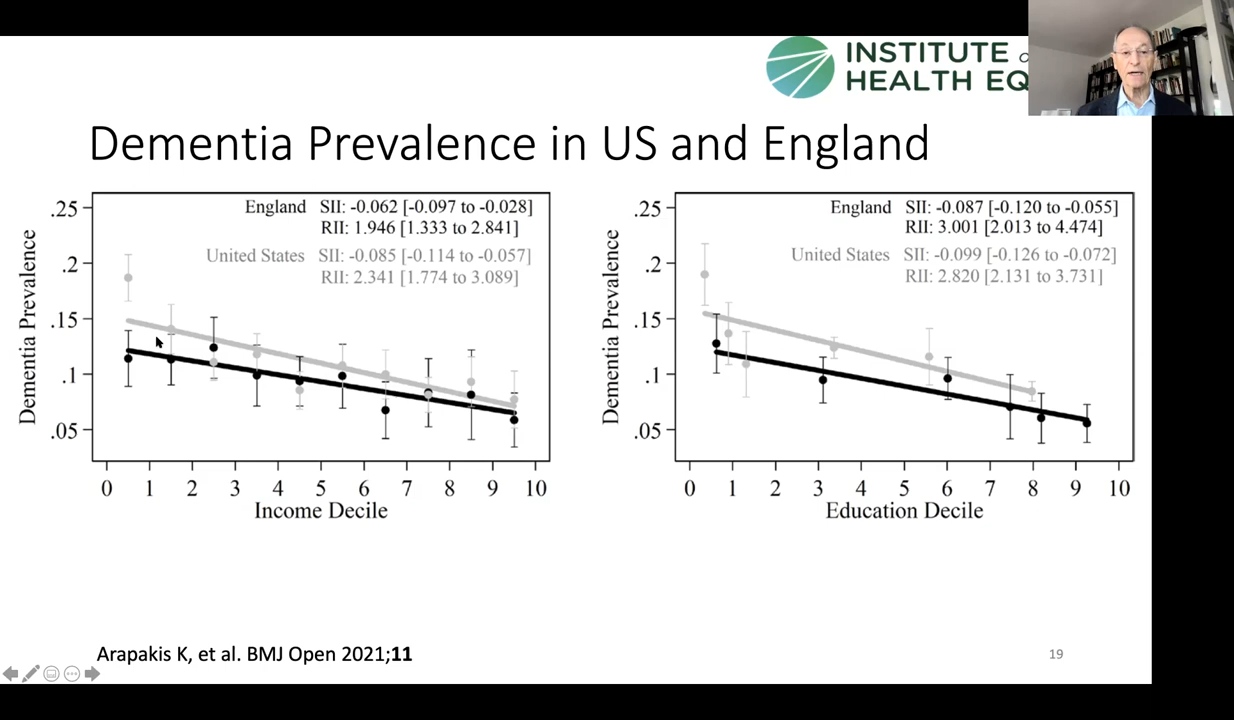 INSTITUTE
HEALTH EQ
Dementia Prevalence in US and England
.25
.2
.15
.1
.05
Dementia Prevalence
England SII: -0.062 [-0.097 to -0.028]
RII: 1.946 [1.333 to 2.841]
United States SII: -0.085 [-0.114 to -0.057]
RII: 2.341 [1.774 to 3.089]
0 1 2 3 4 5 6 7 8 9 10
Income Decile
.25
.2
.15
.1
.05
Dementia Prevalence
England SII: -0.087 [-0.120 to -0.055]
RII: 3.001 [2.013 to 4.474]
United States SII: -0.099 [-0.126 to -0.072]
RII: 2.820 [2.131 to 3.731]
0 1 2 3 4 5 6 7 8 9 10
Education Decile
Arapakis K, et al. BMJ Open 2021;11
19